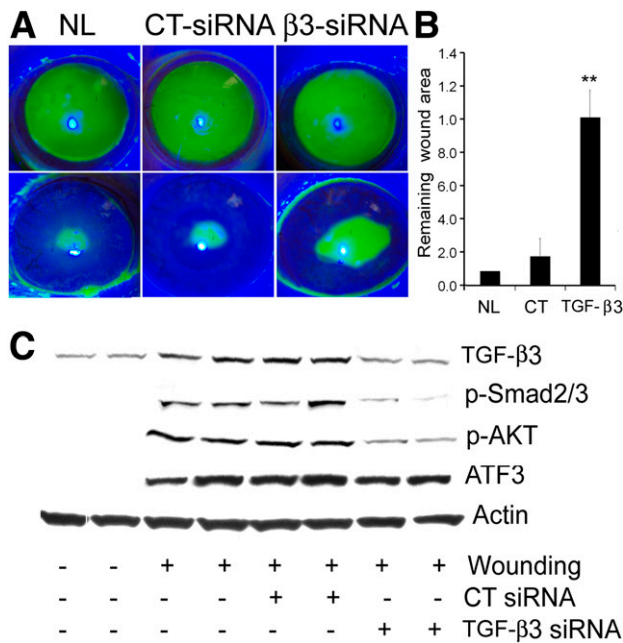 A NL CT-siRNA β3-siRNA
B
Remaining wound area
1.4
1.2
1.0
8.0
6.0
4.0
2.0
0.0
**
NL CT TGF-β3
C
TGF-β3
p-Smad2/3
p-AKT
ATF3
Actin
- - + + + + + + Wounding
- - - - + + - - CT siRNA
- - - - - - + + TGF-β3 siRNA